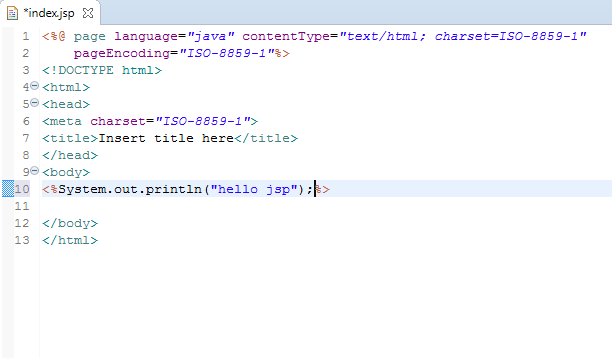 *index.jsp
1 <%@ page language="java" contentType="text/html; charset=ISO-8859-1"
2     pageEncoding="ISO-8859-1"%>
3 <!DOCTYPE html>
4 <html>
5 <head>
6 <meta charset="ISO-8859-1">
7 <title>Insert title here</title>
8 </head>
9 <body>
10 <%System.out.println("hello jsp");%>
11
12 </body>
13 </html>